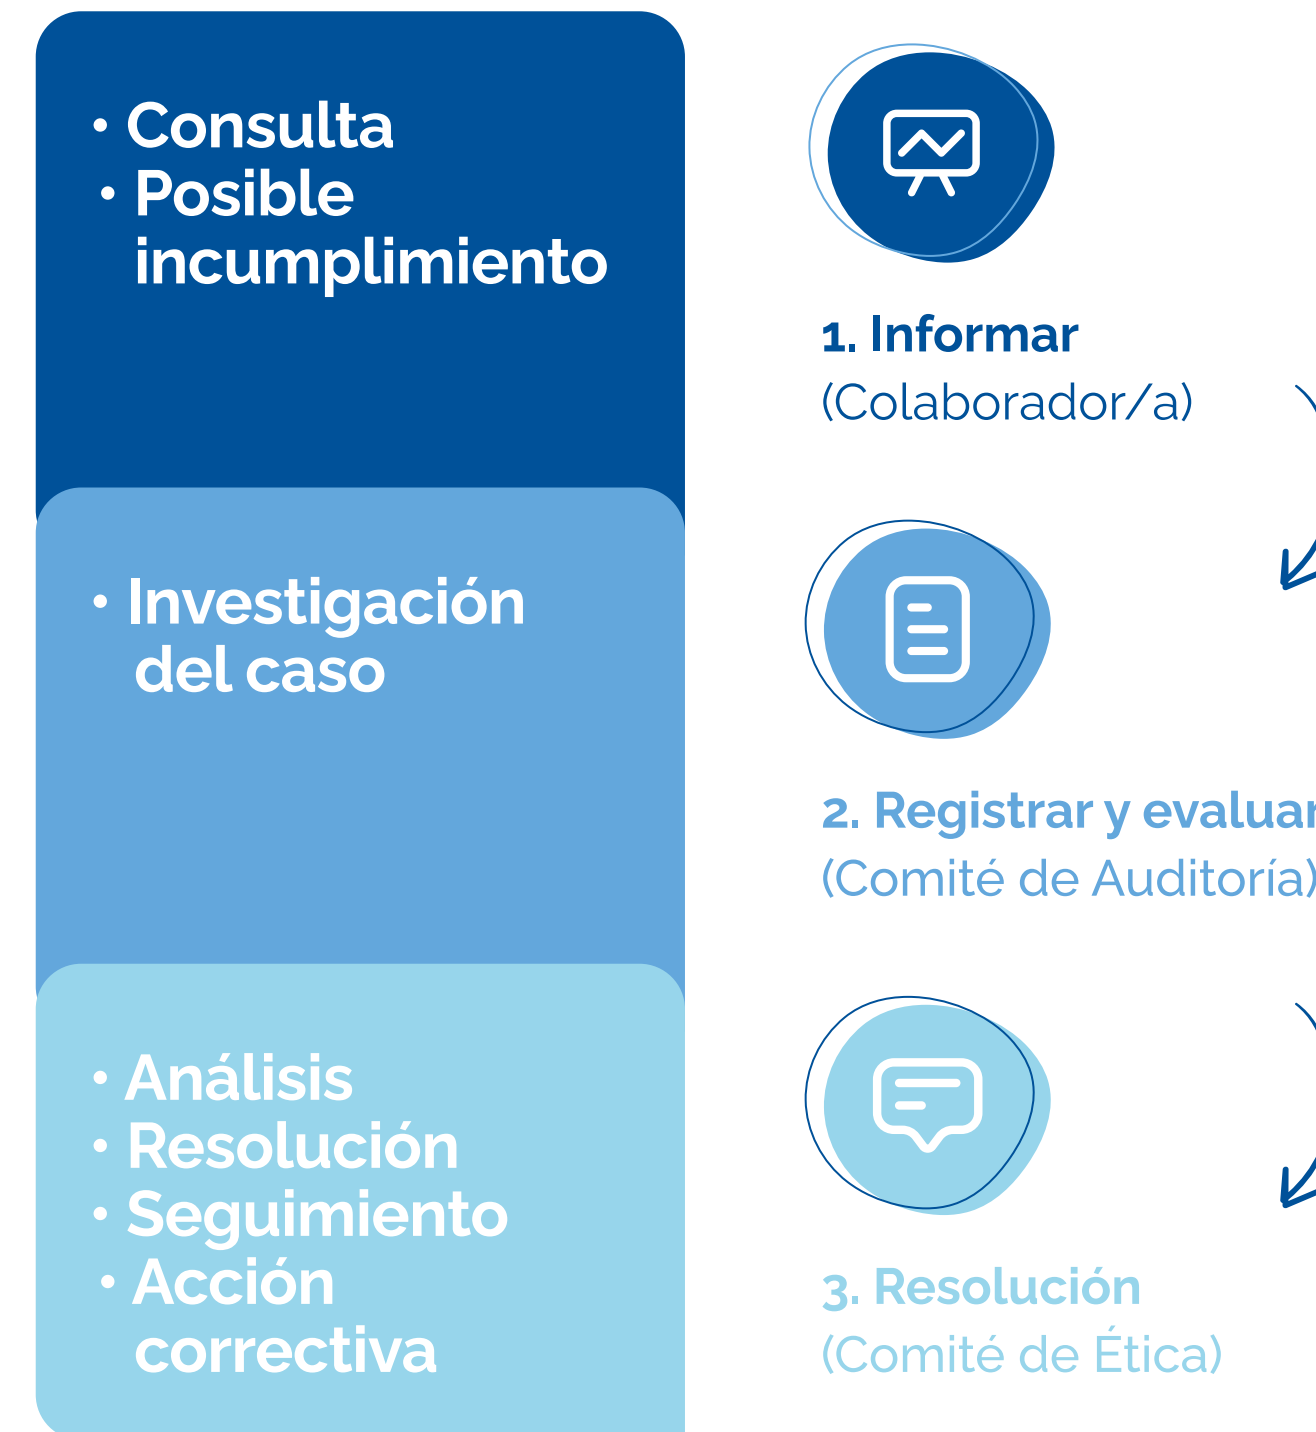 • Consulta
• Posible
incumplimiento
1. Informar
(Colaborador/a)
• Investigación
del caso
2. Registrar y evaluar
(Comité de Auditoría)
• Análisis
• Resolución
• Seguimiento
• Acción
correctiva
3. Resolución
(Comité de Ética)